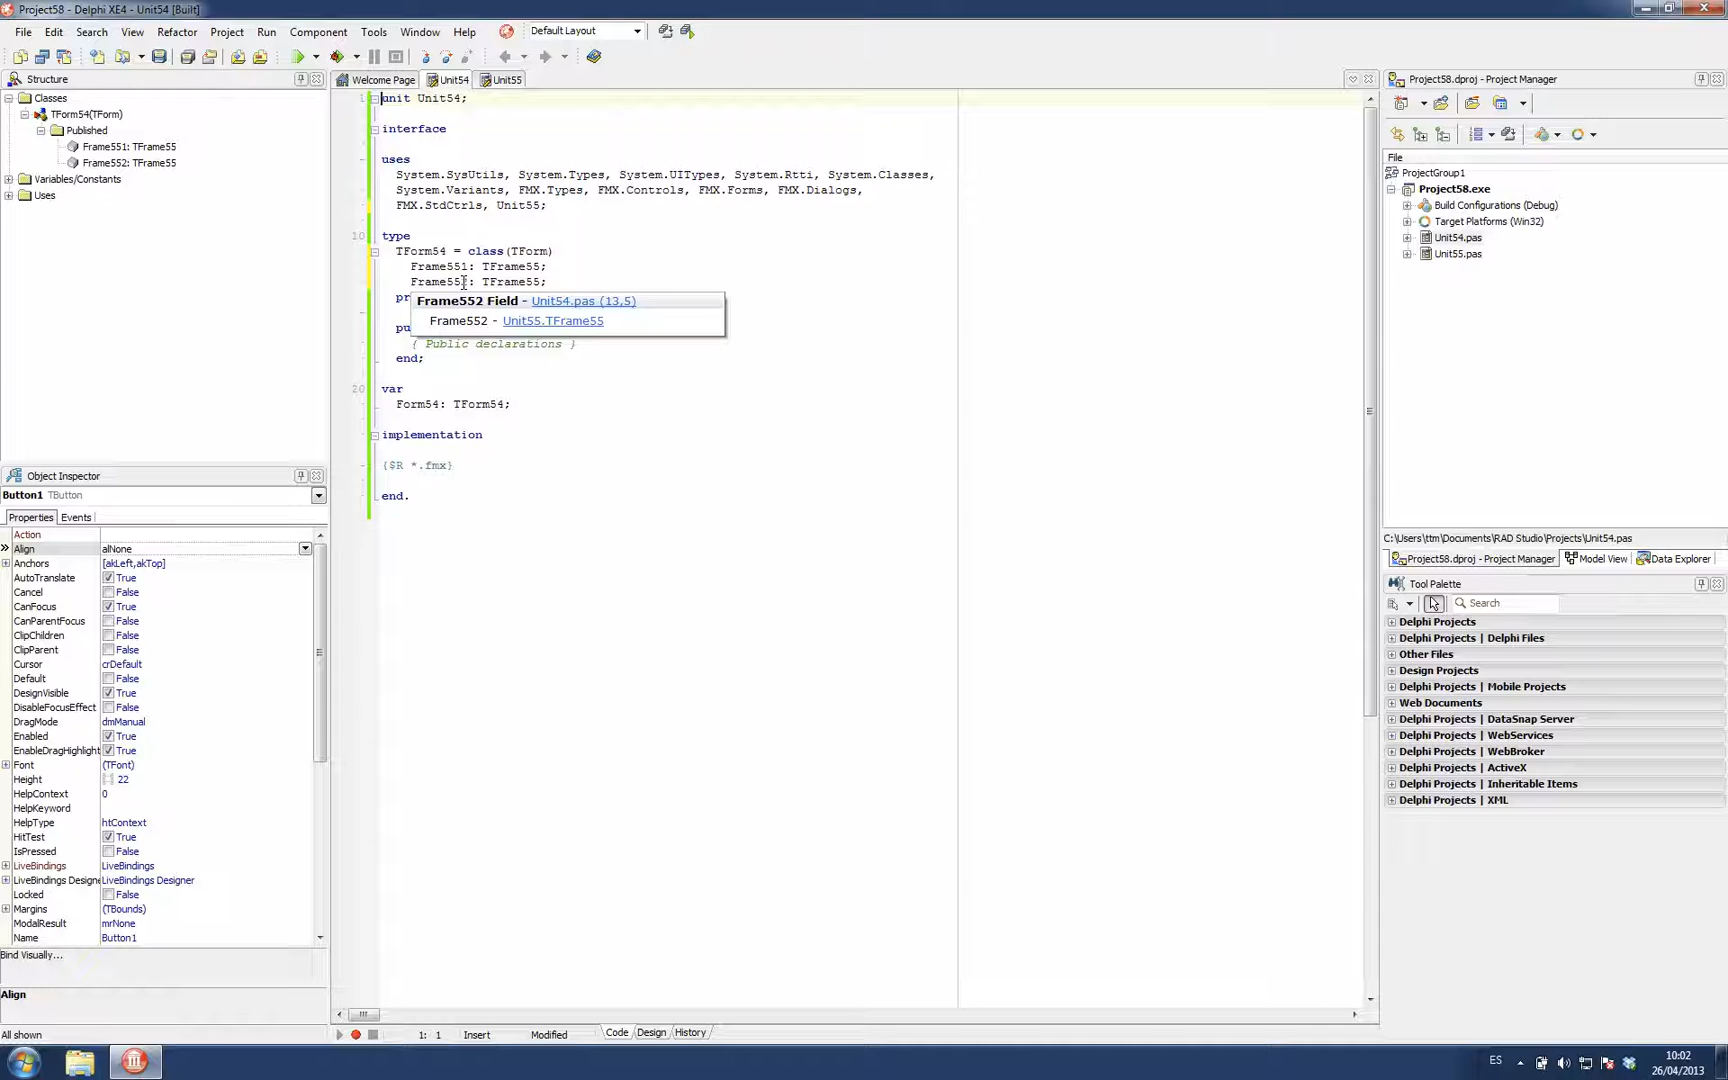 Project58 - Delphi XE4 - Unit54 [Built]
File Edit Search View Refactor Project Run Component Tools Window Help Default Layout
Structure
Classes
TForm54(TForm)
Published
Frame551: TFrame55
Frame552: TFrame55
Variables/Constants
Uses
Object Inspector
Button1 TButton
Properties Events
Action
Align alNone
Anchors [akLeft,akTop]
AutoTranslate True
Cancel False
CanFocus True
CanParentFocus False
ClipChildren False
ClipParent False
Cursor crDefault
Default False
DesignVisible True
DisableFocusEffect False
DragMode dmManual
Enabled True
EnableDragHighlight True
Font (TFont)
Height 22
HelpContext 0
HelpKeyword
HelpType htContext
HitTest True
IsPressed False
LiveBindings LiveBindings
LiveBindings Designe LiveBindings Designer
Locked False
Margins (TBounds)
ModalResult mrNone
Name Button1
Bind Visually...
Align
All shown
Welcome Page Unit54 Unit55
1 unit Unit54;
interface
uses
System.SysUtils, System.Types, System.UITypes, System.Rtti, System.Classes,
System.Variants, FMX.Types, FMX.Controls, FMX.Forms, FMX.Dialogs,
FMX.StdCtrls, Unit55;
10 type
TForm54 = class(TForm)
Frame551: TFrame55;
Frame552: TFrame55;
pr
Frame552 Field - Unit54.pas (13,5)
Frame552 - Unit55.TFrame55
pu
{ Public declarations }
end;
20 var
Form54: TForm54;
implementation
{$R *.fmx}
end.
1: 1 Insert Modified Code Design History
Project58.dproj - Project Manager
File
ProjectGroup1
Project58.exe
Build Configurations (Debug)
Target Platforms (Win32)
Unit54.pas
Unit55.pas
C:\Users\ttm\Documents\RAD Studio\Projects\Unit54.pas
Project58.dproj - Project Manager Model View Data Explorer
Tool Palette
Search
Delphi Projects
Delphi Projects | Delphi Files
Other Files
Design Projects
Delphi Projects | Mobile Projects
Web Documents
Delphi Projects | DataSnap Server
Delphi Projects | WebServices
Delphi Projects | WebBroker
Delphi Projects | ActiveX
Delphi Projects | Inheritable Items
Delphi Projects | XML
ES
10:02
26/04/2013